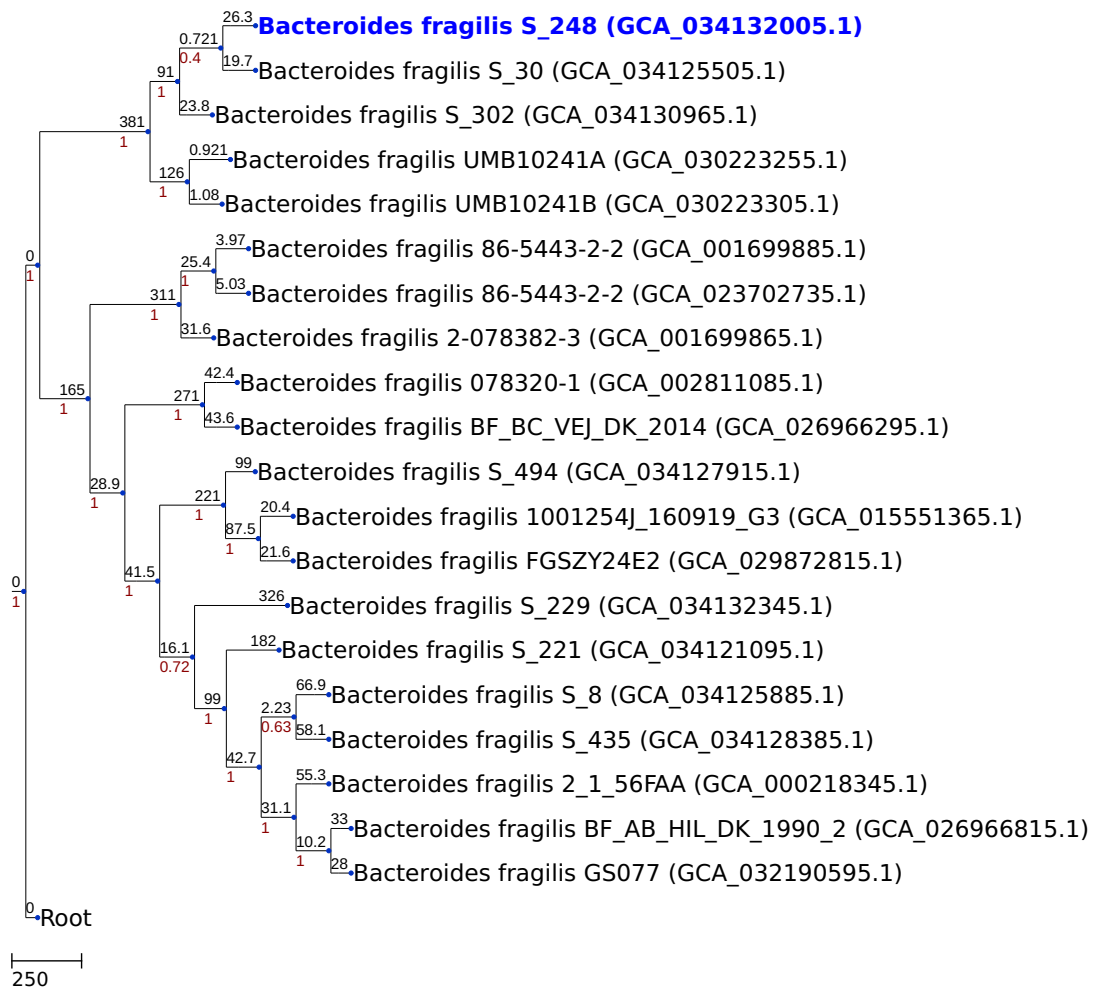 26.3
Bacteroides fragilis S_248 (GCA_034132005.1)
0.721
0.4
19.7
Bacteroides fragilis S_30 (GCA_034125505.1)
91
1
23.8
Bacteroides fragilis S_302 (GCA_034130965.1)
381
1
0.921
Bacteroides fragilis UMB10241A (GCA_030223255.1)
126
1
1.08
Bacteroides fragilis UMB10241B (GCA_030223305.1)
0
1
3.97
Bacteroides fragilis 86-5443-2-2 (GCA_001699885.1)
25.4
1
5.03
Bacteroides fragilis 86-5443-2-2 (GCA_023702735.1)
311
1
31.6
Bacteroides fragilis 2-078382-3 (GCA_001699865.1)
165
1
42.4
Bacteroides fragilis 078320-1 (GCA_002811085.1)
271
1
43.6
Bacteroides fragilis BF_BC_VEJ_DK_2014 (GCA_026966295.1)
28.9
1
99
Bacteroides fragilis S_494 (GCA_034127915.1)
221
1
20.4
Bacteroides fragilis 1001254J_160919_G3 (GCA_015551365.1)
87.5
1
21.6
Bacteroides fragilis FGSZY24E2 (GCA_029872815.1)
41.5
1
0
1
326
Bacteroides fragilis S_229 (GCA_034132345.1)
16.1
0.72
182
Bacteroides fragilis S_221 (GCA_034121095.1)
99
1
66.9
Bacteroides fragilis S_8 (GCA_034125885.1)
2.23
0.63
58.1
Bacteroides fragilis S_435 (GCA_034128385.1)
42.7
1
55.3
Bacteroides fragilis 2_1_56FAA (GCA_000218345.1)
31.1
1
33
Bacteroides fragilis BF_AB_HIL_DK_1990_2 (GCA_026966815.1)
10.2
1
28
Bacteroides fragilis GS077 (GCA_032190595.1)
0
Root
250